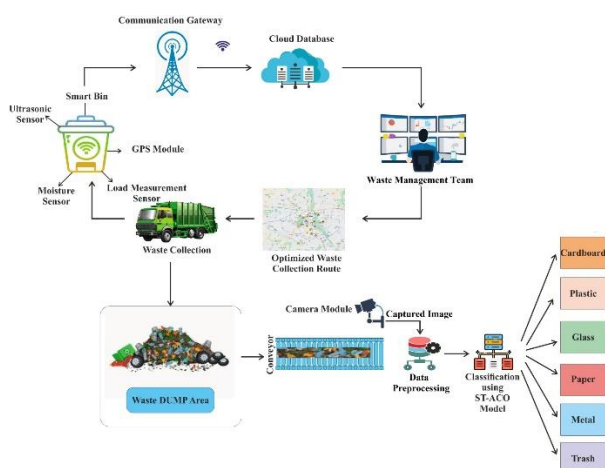 Communication Gateway
Cloud Database
Smart Bin
Ultrasonic
Sensor
GPS Module
Moisture
Sensor
Load Measurement
Sensor
Waste Management Team
Waste Collection
Optimized Waste
Collection Route
Camera Module
Captured Image
Conveyor
Data
Preprocessing
Classification
using
ST-ACO
Model
Waste DUMP Area
Cardboard
Plastic
Glass
Paper
Metal
Trash